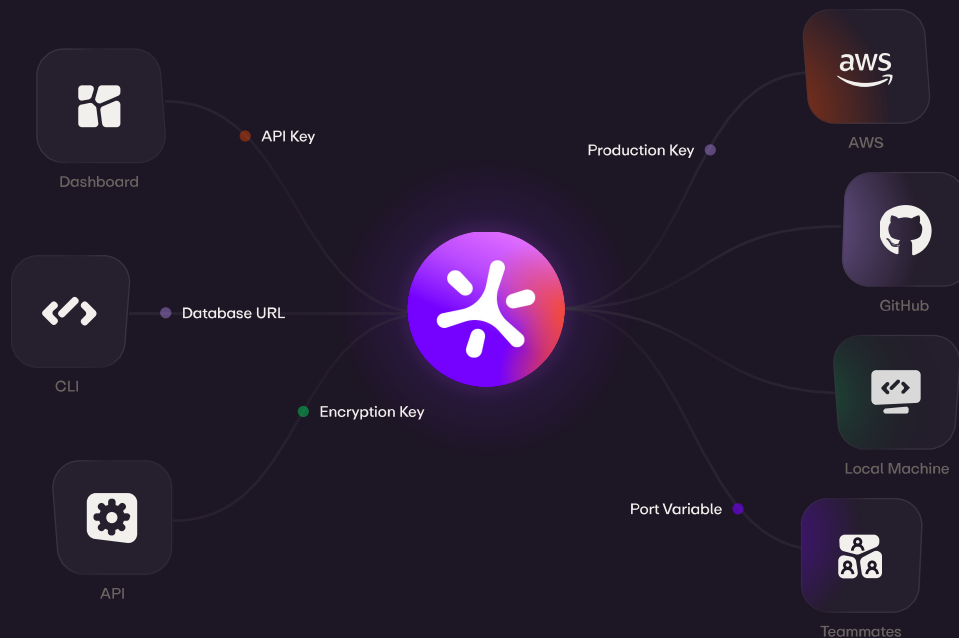 aws
AWS
API Key
Production Key
Dashboard
GitHub
Database URL
CLI
Encryption Key
Local Machine
Port Variable
API
Teammates